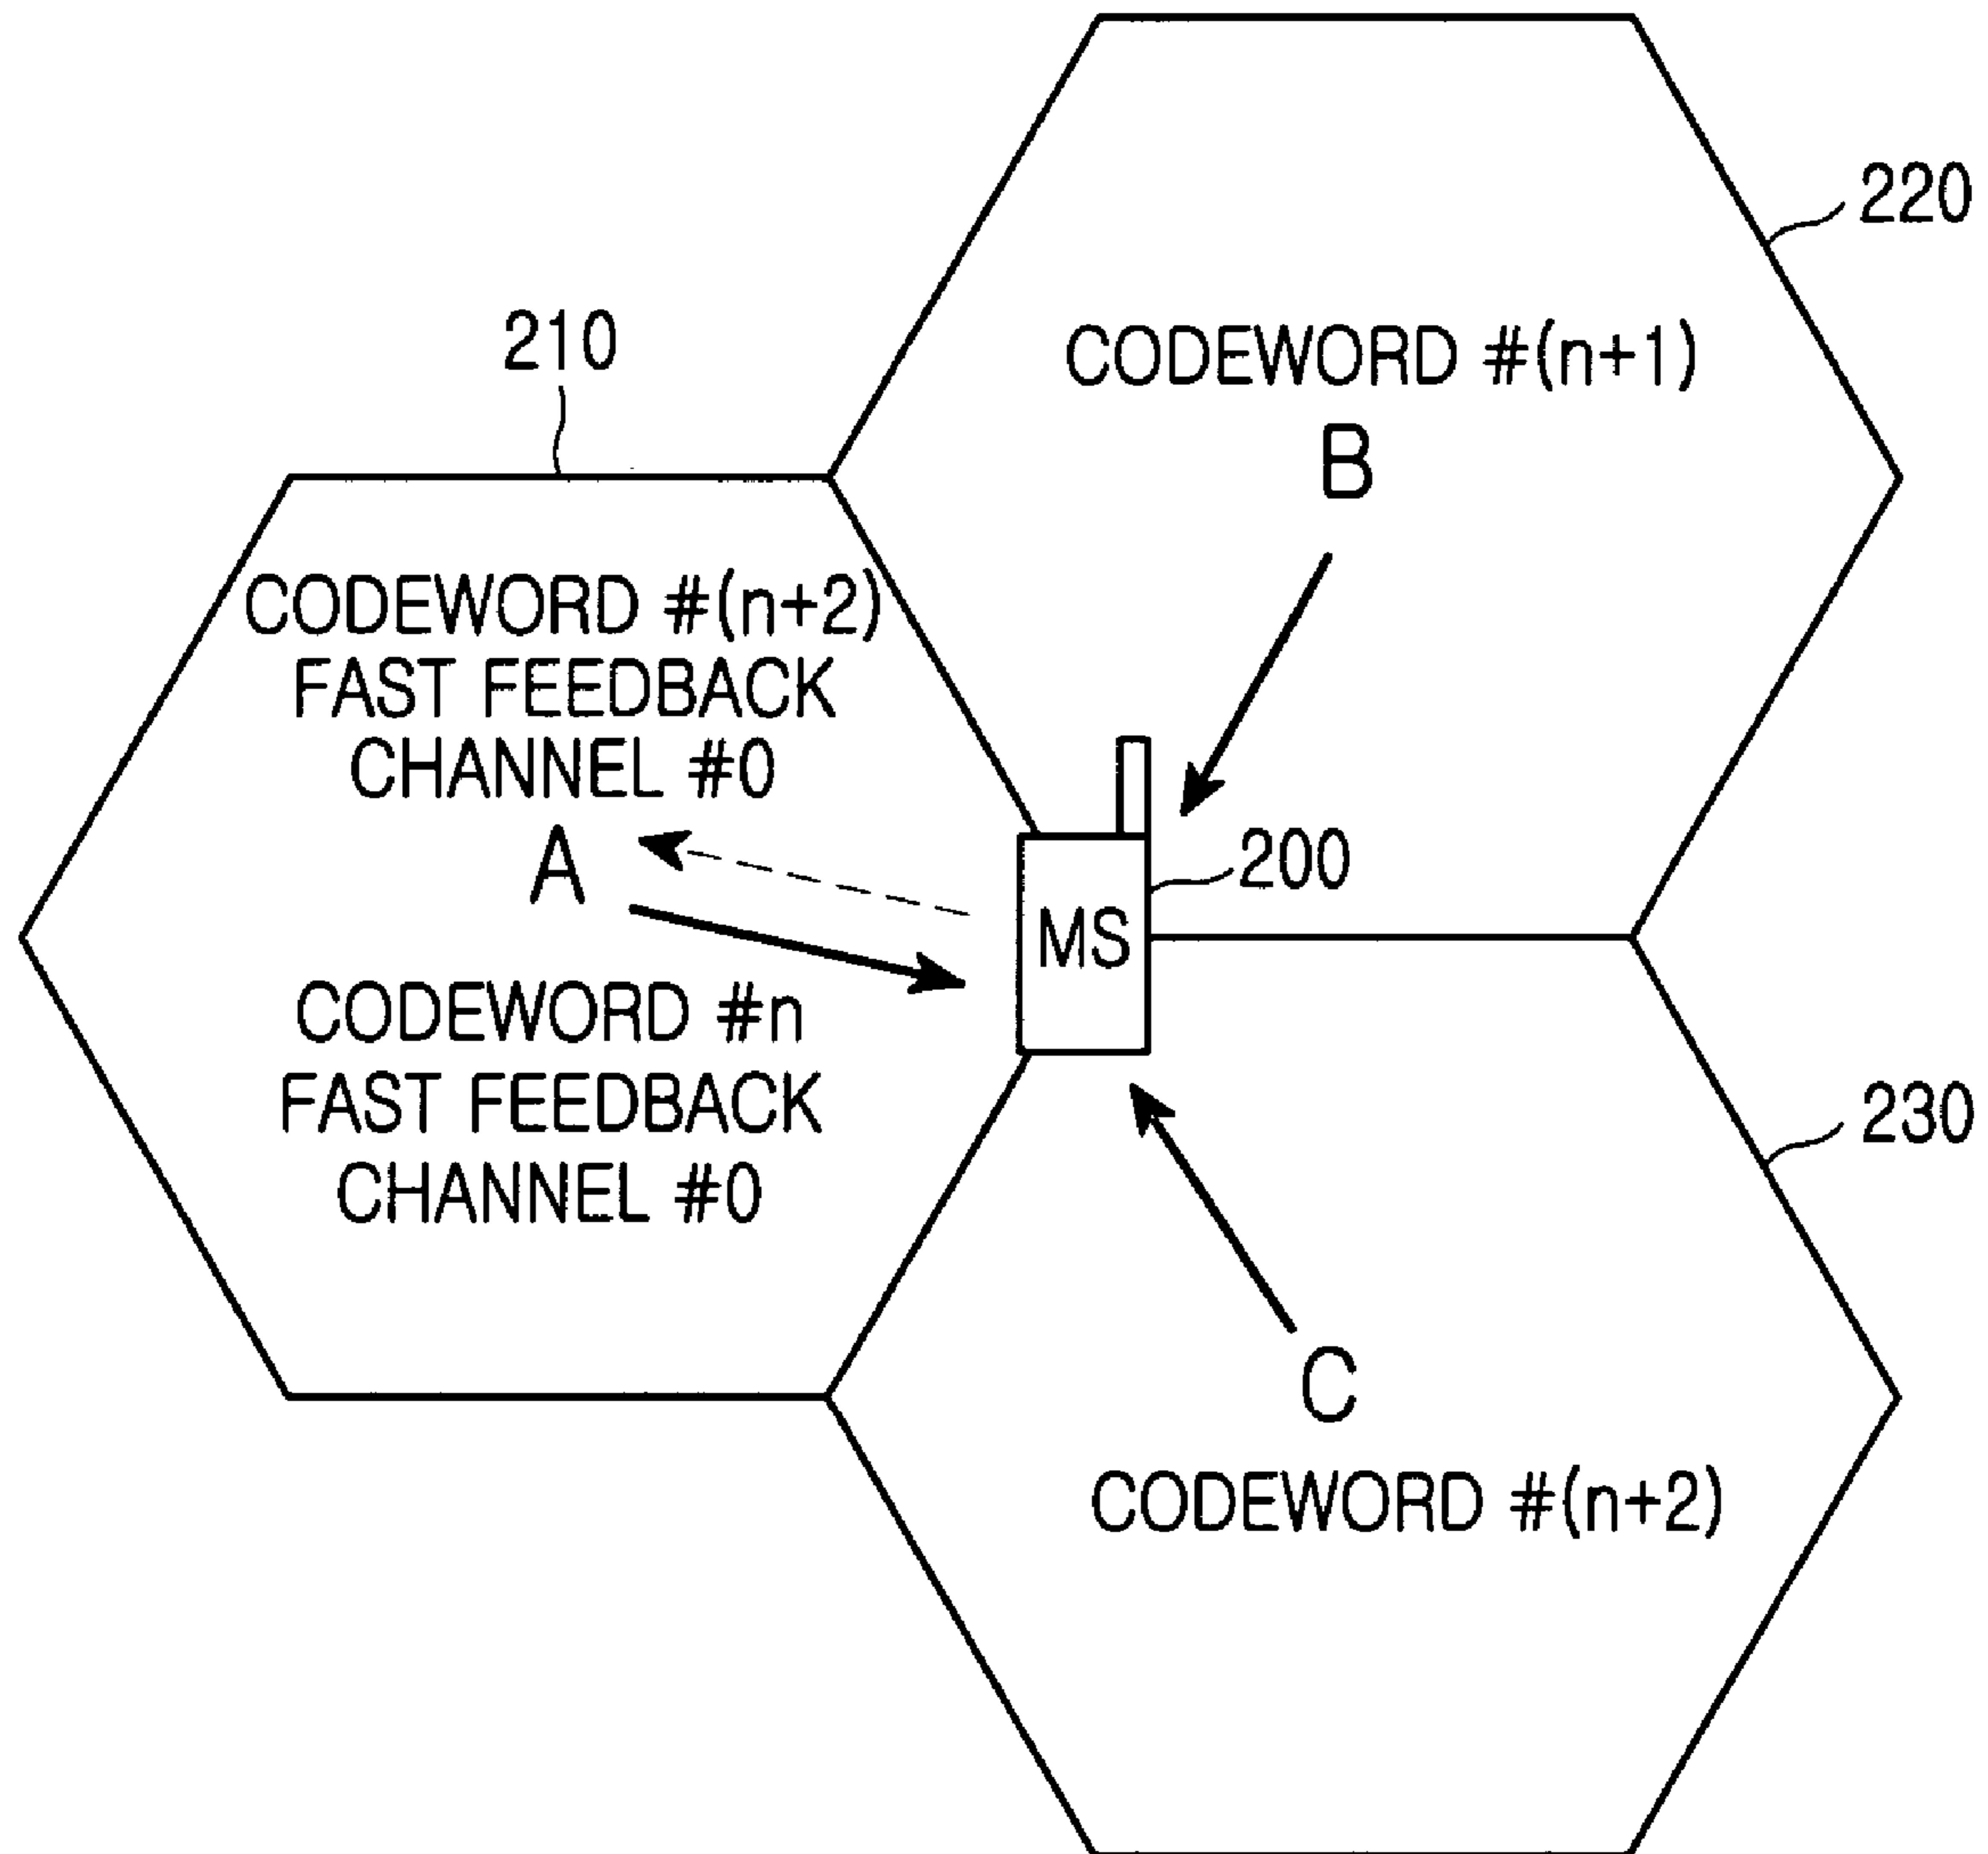 220
CODEWORD #(n+1)
B
210
CODEWORD #(n+2)
FAST FEEDBACK
CHANNEL #0
A
200
MS
CODEWORD #n
FAST FEEDBACK
CHANNEL #0
230
C
CODEWORD #(n+2)